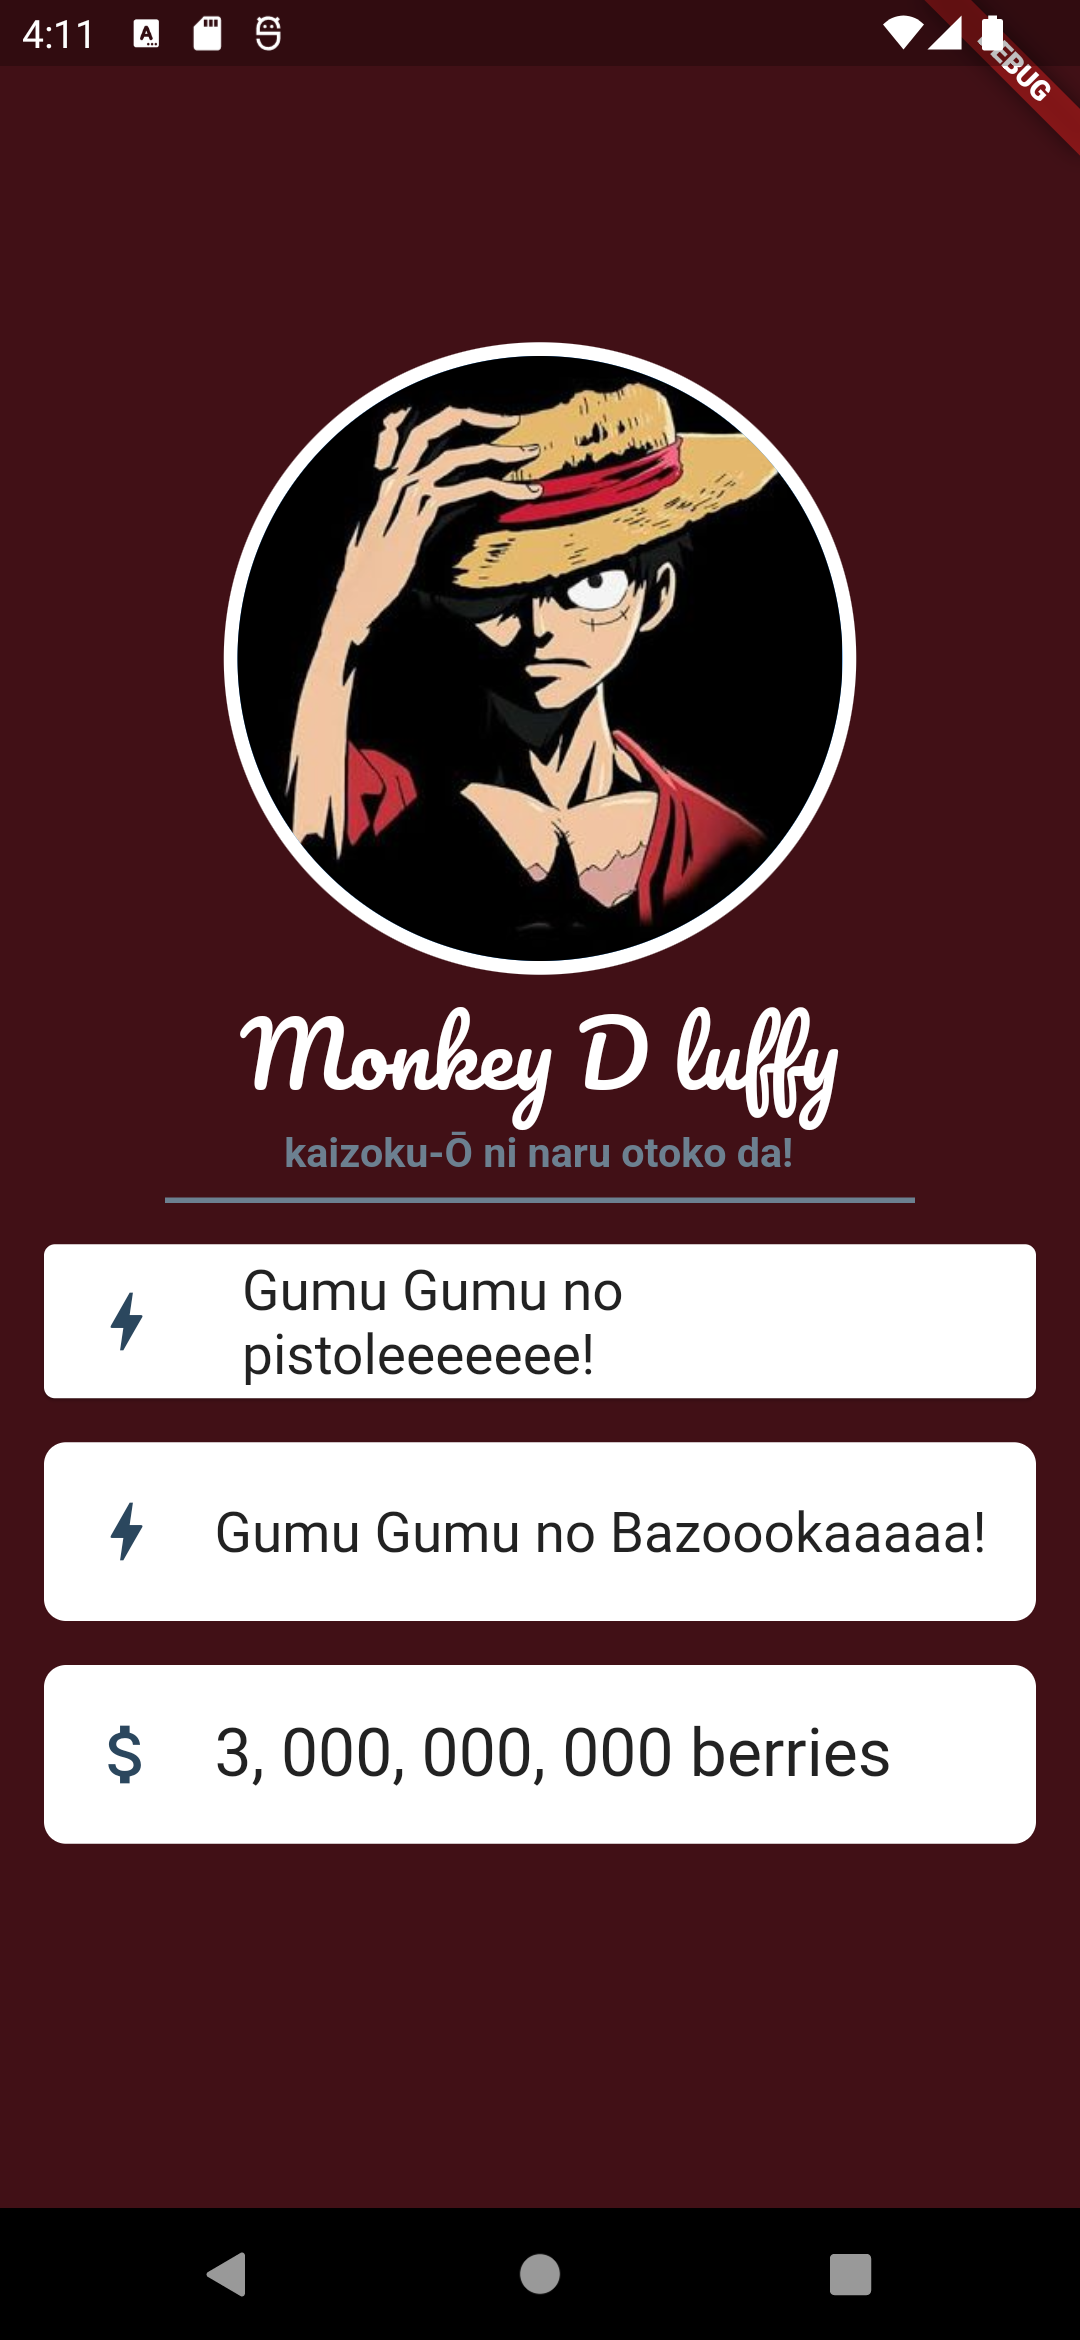 4:11
DEBUG
Monkey D luffy
kaizoku-Ō ni naru otoko da!
Gumu Gumu no
pistoleeeeeee!
Gumu Gumu no Bazoookaaaaa!
$ 3, 000, 000, 000 berries